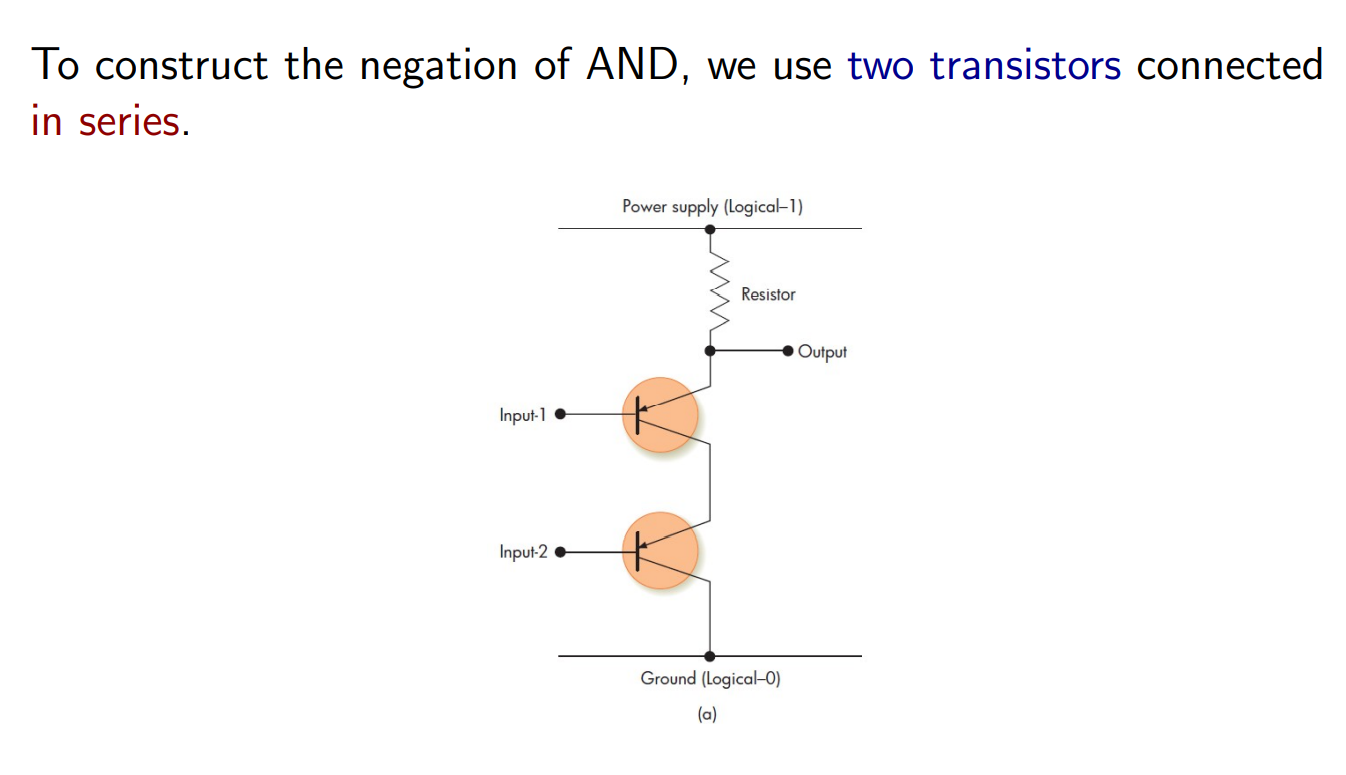 To construct the negation of AND, we use two transistors connected
in series.
Power supply (Logical–1)
Resistor
Output
Input-1
Input-2
Ground (Logical–0)
(a)